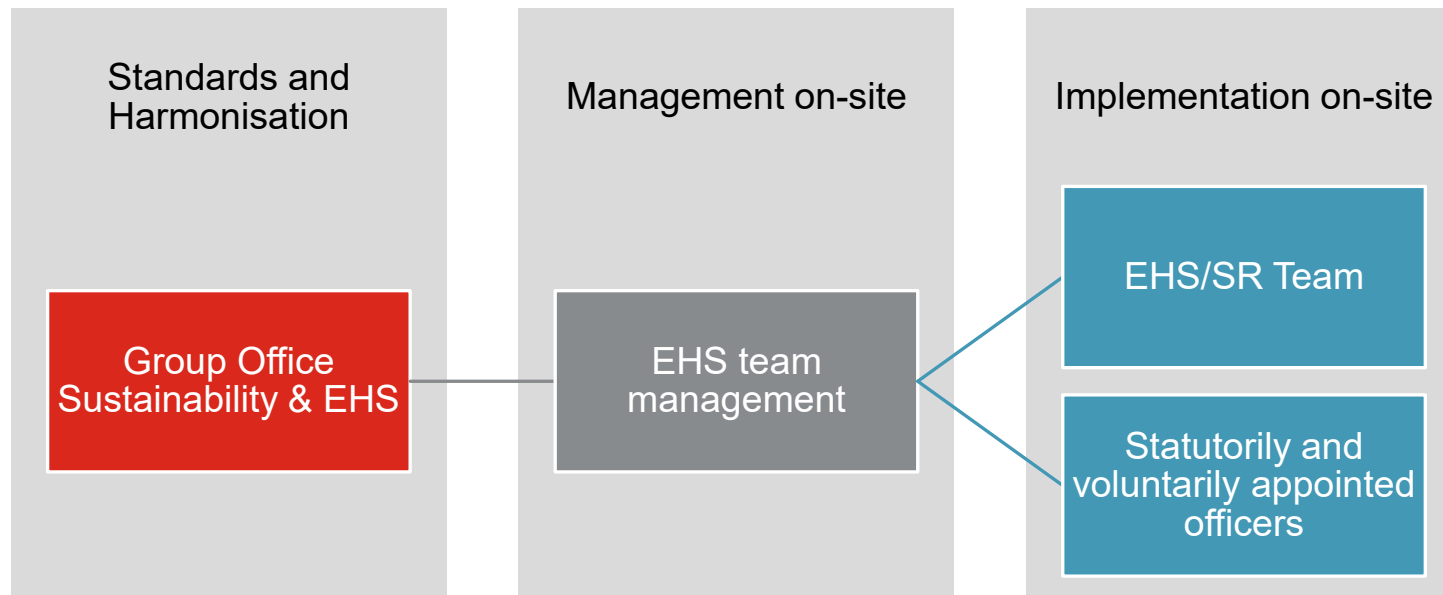 Standards and
Harmonisation
Management on-site
Implementation on-site
Group Office
Sustainability & EHS
EHS team
management
EHS/SR Team
Statutorily and
voluntarily appointed
officers